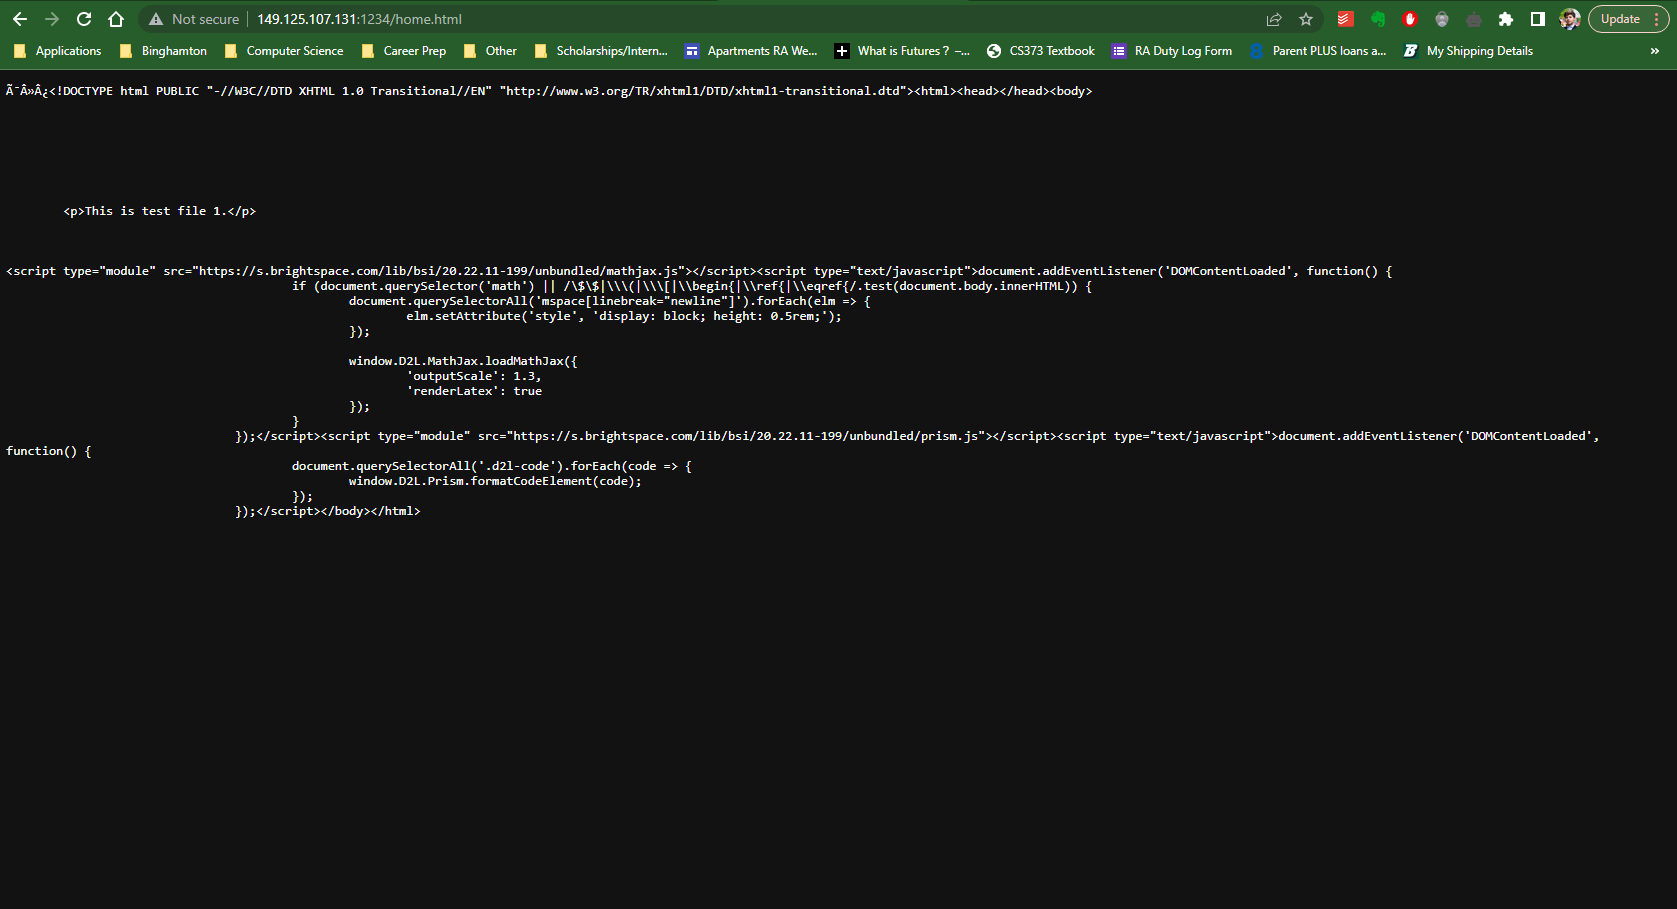 Not secure 149.125.107.131:1234/home.html Update
Applications Binghamton Computer Science Career Prep Other Scholarships/Intern... Apartments RA We... What is Futures ? –... CS373 Textbook RA Duty Log Form Parent PLUS loans a... My Shipping Details »
Ã¯Â»Â¿<!DOCTYPE html PUBLIC "-//W3C//DTD XHTML 1.0 Transitional//EN" "http://www.w3.org/TR/xhtml1/DTD/xhtml1-transitional.dtd"><html><head></head><body>
<p>This is test file 1.</p>
<script type="module" src="https://s.brightspace.com/lib/bsi/20.22.11-199/unbundled/mathjax.js"></script><script type="text/javascript">document.addEventListener('DOMContentLoaded', function() {
if (document.querySelector('math') || /\$\$|\\\(|\\\[|\\begin{|\\ref{|\\eqref{/.test(document.body.innerHTML)) {
document.querySelectorAll('mspace[linebreak="newline"]').forEach(elm => {
elm.setAttribute('style', 'display: block; height: 0.5rem;');
});
window.D2L.MathJax.loadMathJax({
'outputScale': 1.3,
'renderLatex': true
});
}
});</script><script type="module" src="https://s.brightspace.com/lib/bsi/20.22.11-199/unbundled/prism.js"></script><script type="text/javascript">document.addEventListener('DOMContentLoaded',
function() {
document.querySelectorAll('.d2l-code').forEach(code => {
window.D2L.Prism.formatCodeElement(code);
});
});</script></body></html>